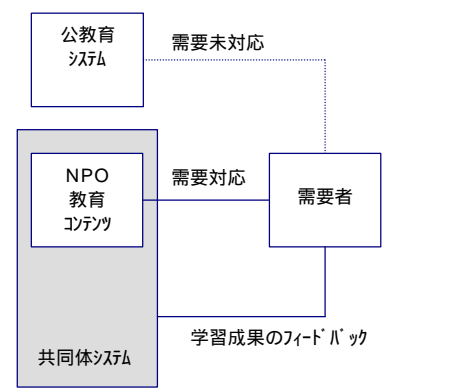 公教育
ｼｽﾃﾑ
需要未対応
NPO
教育
ｺﾝﾃﾝﾂ
需要対応
需要者
学習成果のﾌｨｰﾄﾞﾊﾞｯｸ
共同体ｼｽﾃﾑ